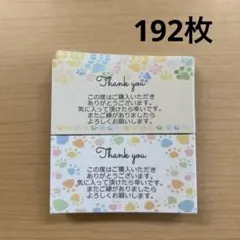 192枚
Thank you
この度はご購入いただき
ありがとうございます。
気に入って頂けたら幸いです。
またご縁がありましたら
よろしくお願いします。
Thank you
この度はご購入いただき
ありがとうございます。
気に入って頂けたら幸いです。
またご縁がありましたら
よろしくお願いします。